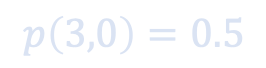 p(3,0) = 0.5